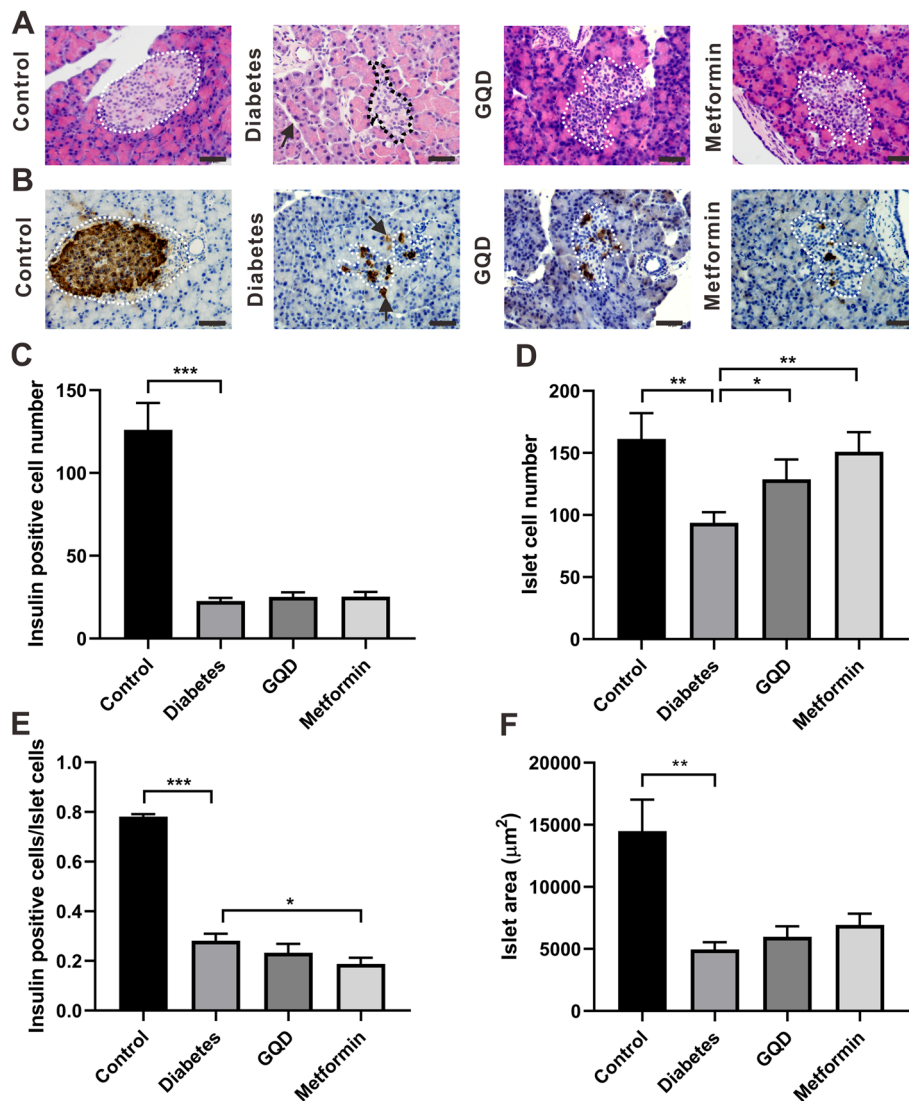 A
Control
Diabetes
GQD
Metformin
B
Control
Diabetes
GQD
Metformin
C
Insulin positive cell number
150
100
50
0
***
Control
Diabetes
GQD
Metformin
D
Islet cell number
200
150
100
50
0
**
*
**
Control
Diabetes
GQD
Metformin
E
Insulin positive cells/Islet cells
1.0
0.8
0.6
0.4
0.2
0.0
***
*
Control
Diabetes
GQD
Metformin
F
Islet area (μm²)
20000
15000
10000
5000
0
**
Control
Diabetes
GQD
Metformin